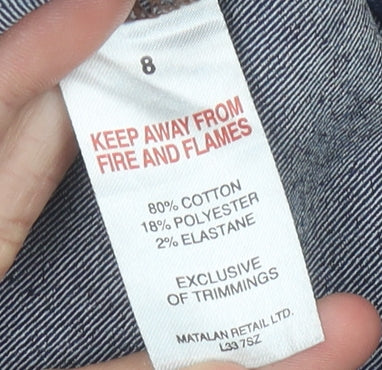 8
KEEP AWAY FROM
FIRE AND FLAMES
80% COTTON
18% POLYESTER
2% ELASTANE
EXCLUSIVE
OF TRIMMINGS
MATALAN RETAIL LTD.
L33 7SZ